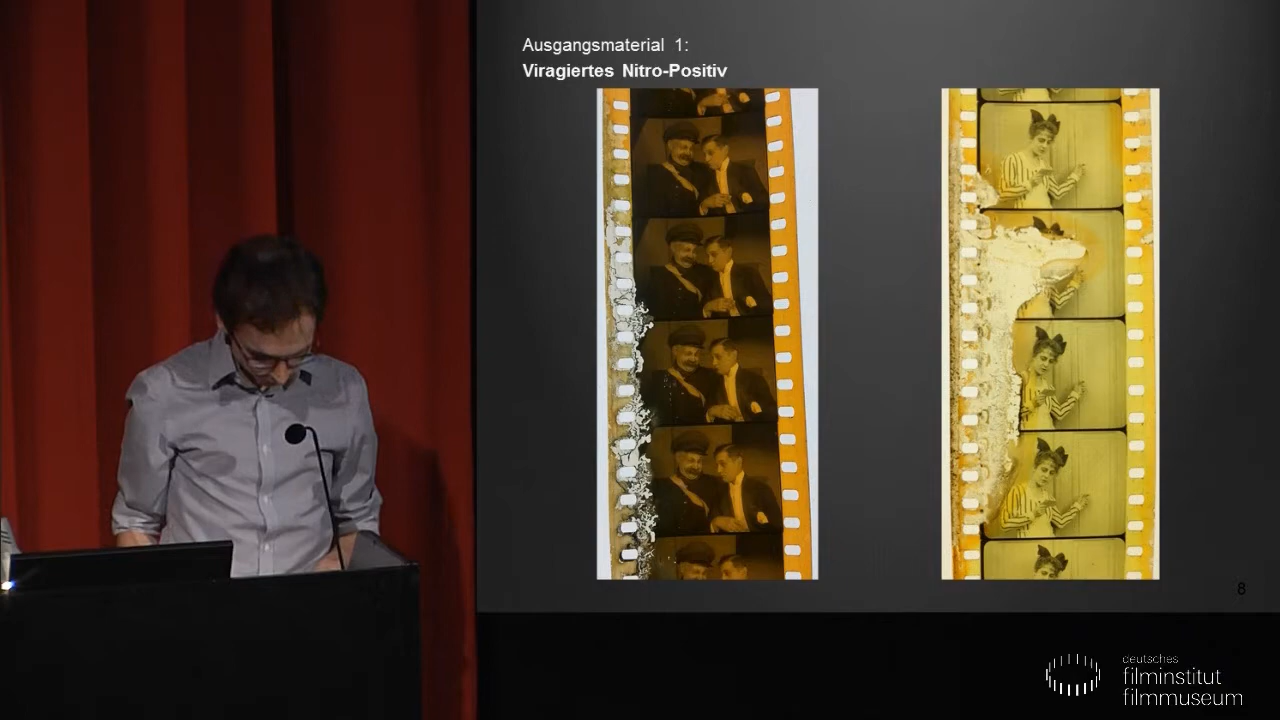 Ausgangsmaterial 1:
Viragiertes Nitro-Positiv
8
deutsches
filminstitut
filmmuseum